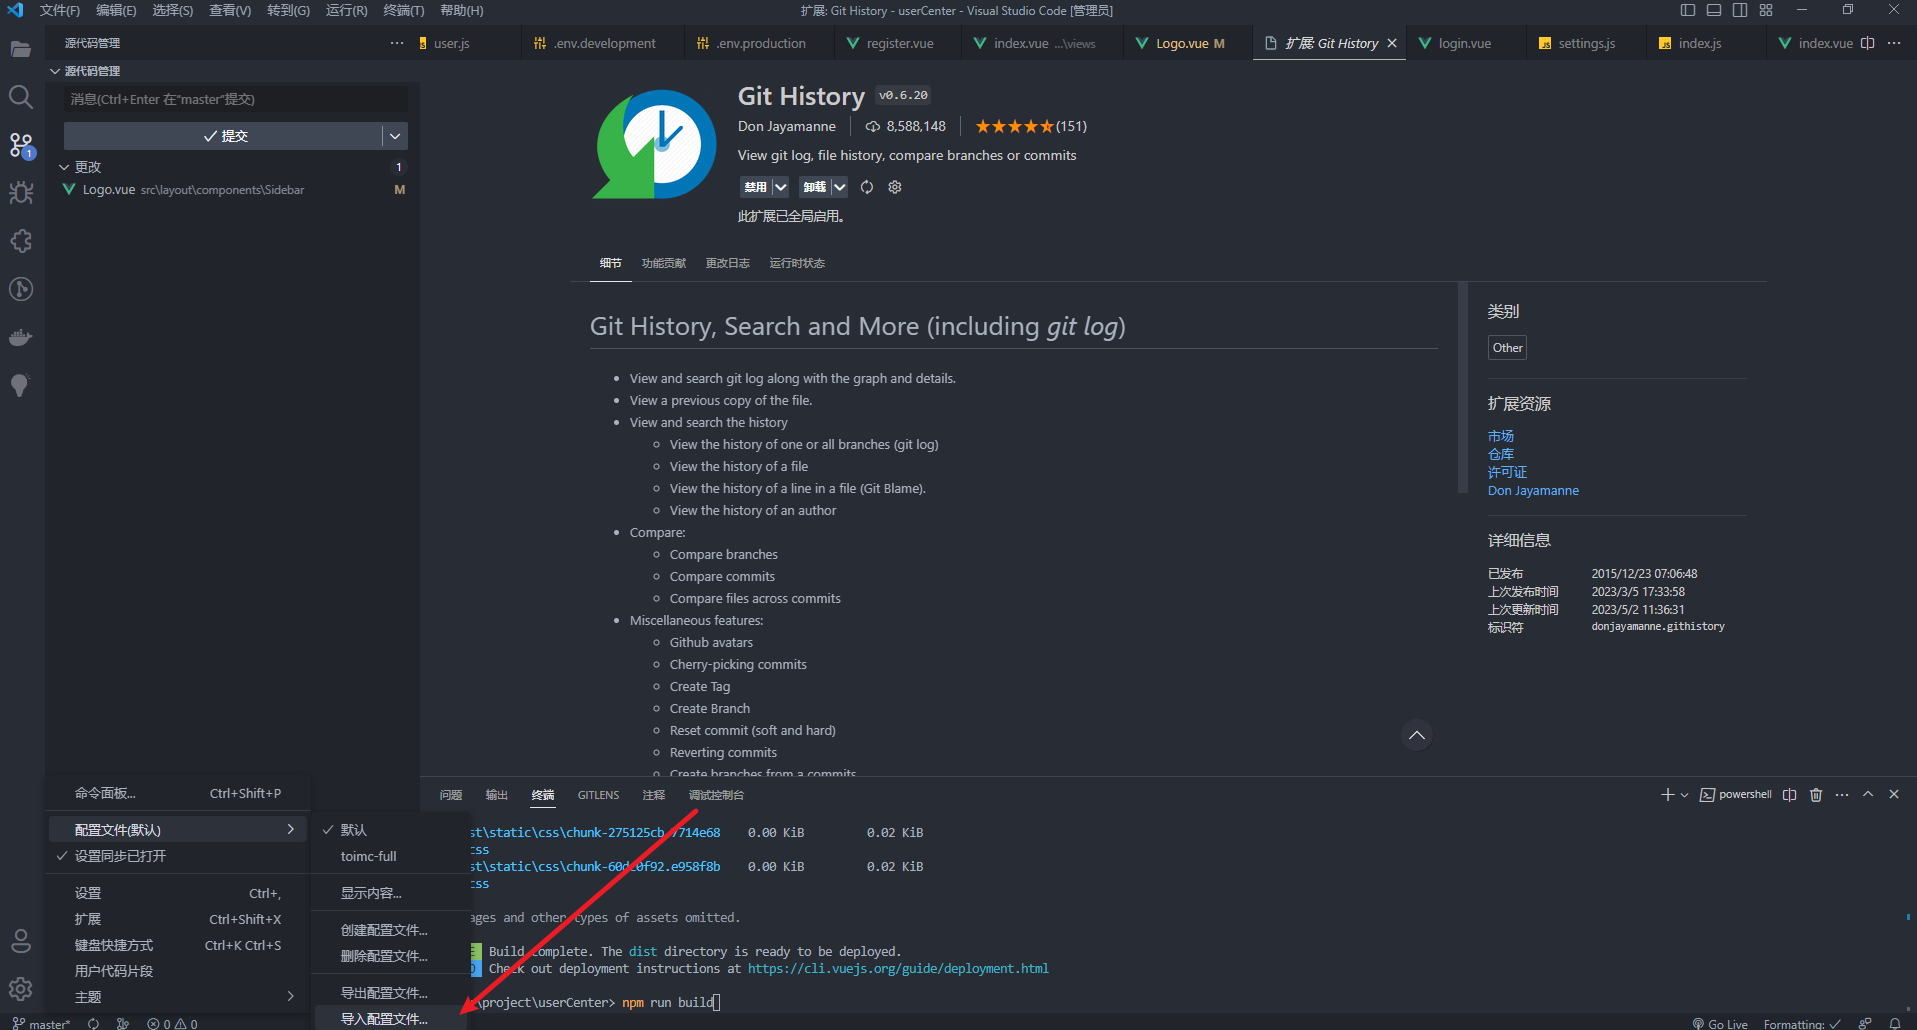 文件(F) 编辑(E) 选择(S) 查看(V) 转到(G) 运行(R) 终端(T) 帮助(H)
扩展: Git History - userCenter - Visual Studio Code [管理员]
源代码管理 ···
user.js .env.development .env.production register.vue index.vue ...\views Logo.vue M 扩展: Git History login.vue settings.js index.js index.vue ···
源代码管理
消息(Ctrl+Enter 在"master"提交)
提交
更改 1
Logo.vue src\layout\components\Sidebar M
1
Git History v0.6.20
Don Jayamanne 8,588,148 (151)
View git log, file history, compare branches or commits
禁用 卸载
此扩展已全局启用。
细节 功能贡献 更改日志 运行时状态
Git History, Search and More (including git log)
View and search git log along with the graph and details.
View a previous copy of the file.
View and search the history
View the history of one or all branches (git log)
View the history of a file
View the history of a line in a file (Git Blame).
View the history of an author
Compare:
Compare branches
Compare commits
Compare files across commits
Miscellaneous features:
Github avatars
Cherry-picking commits
Create Tag
Create Branch
Reset commit (soft and hard)
Reverting commits
Create branches from a commits
类别
Other
扩展资源
市场
仓库
许可证
Don Jayamanne
详细信息
已发布 2015/12/23 07:06:48
上次发布时间 2023/3/5 17:33:58
上次更新时间 2023/5/2 11:36:31
标识符 donjayamanne.githistory
命令面板... Ctrl+Shift+P
配置文件(默认)
设置同步已打开
设置 Ctrl+,
扩展 Ctrl+Shift+X
键盘快捷方式 Ctrl+K Ctrl+S
用户代码片段
主题
默认
toimc-full
显示内容...
创建配置文件...
删除配置文件...
导出配置文件...
导入配置文件...
问题 输出 终端 GITLENS 注释 调试控制台
powershell ···
st\static\css\chunk-275125cb.7714e68 0.00 KiB 0.02 KiB
css
st\static\css\chunk-60dc0f92.e958f8b 0.00 KiB 0.02 KiB
css
ages and other types of assets omitted.
E Build complete. The dist directory is ready to be deployed.
O Check out deployment instructions at https://cli.vuejs.org/guide/deployment.html
\project\userCenter> npm run build
master* 0 0
Go Live Formatting: